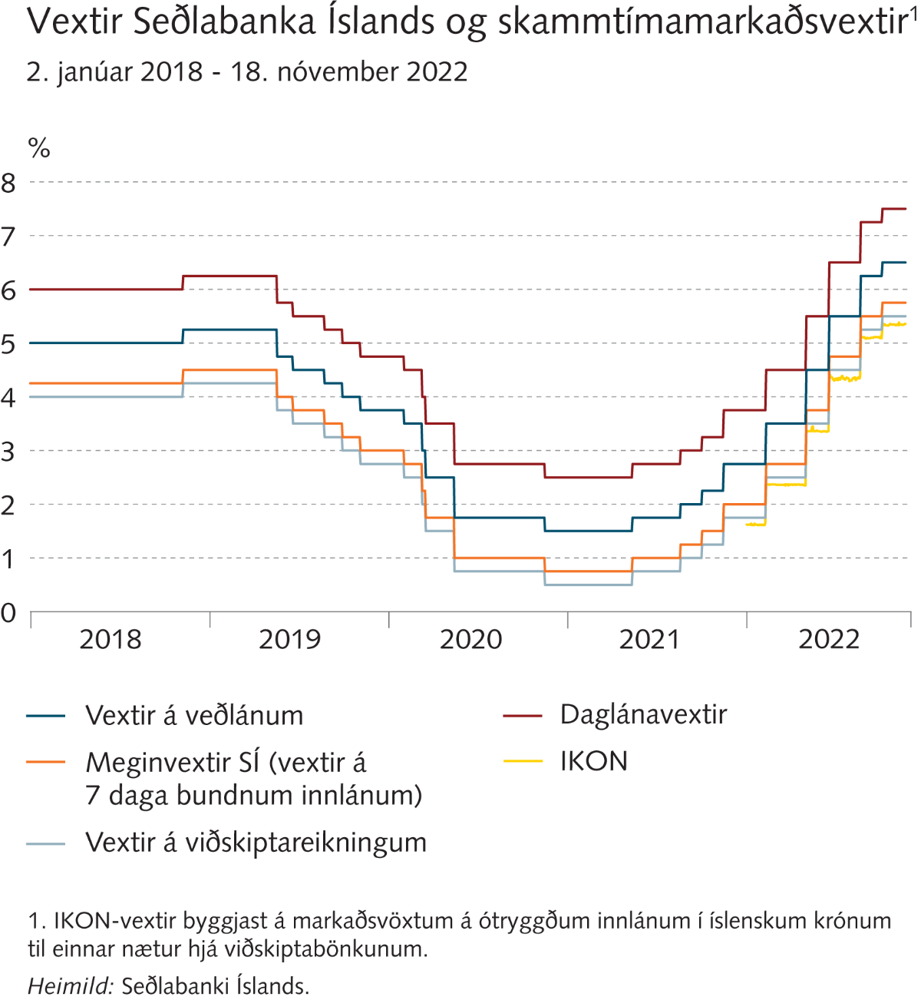 Vextir Seðlabanka Íslands og skammtímamarkaðsvextir¹
2. janúar 2018 - 18. nóvember 2022
%
8
7
6
5
4
3
2
1
0
2018 2019 2020 2021 2022
Vextir á veðlánum
Meginvextir SÍ (vextir á
7 daga bundnum innlánum)
Vextir á viðskiptareikningum
Daglánavextir
IKON
1. IKON-vextir byggjast á markaðsvöxtum á ótryggðum innlánum í íslenskum krónum
til einnar nætur hjá viðskiptabönkunum.
Heimild: Seðlabanki Íslands.